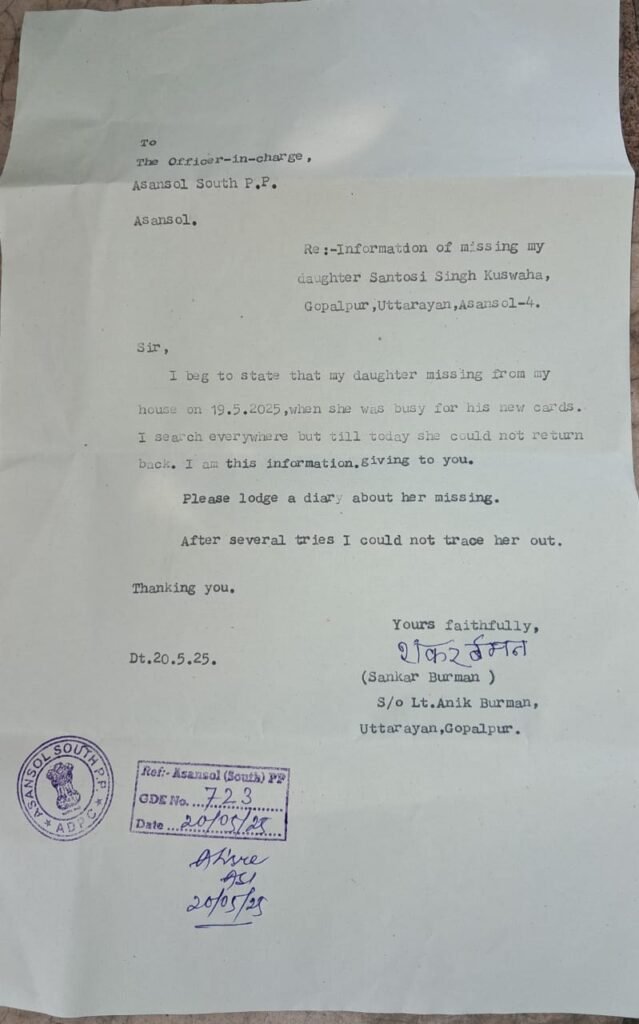 To
The Officer-in-charge,
Asansol South P.P.
Asansol.
Re:-Information of missing my
daughter Santosi Singh Kuswaha,
Gopalpur,Uttarayan,Asansol-4.
Sir,
I beg to state that my daughter missing from my
house on 19.5.2025,when she was busy for his new cards.
I search everywhere but till today she could not return
back. I am this information.giving to you.
Please lodge a diary about her missing.
After several tries I could not trace her out.
Thanking you.
Yours faithfully,
शंकर बर्मन
Dt.20.5.25.
(Sankar Burman )
S/o Lt.Anik Burman,
Uttarayan,Gopalpur.
ASANSOL SOUTH P.P.
★ ADPC ★
Ref:- Asansol (South) PP
GDE No. ...723
Date ...20/05/25
ASI
20/05/25